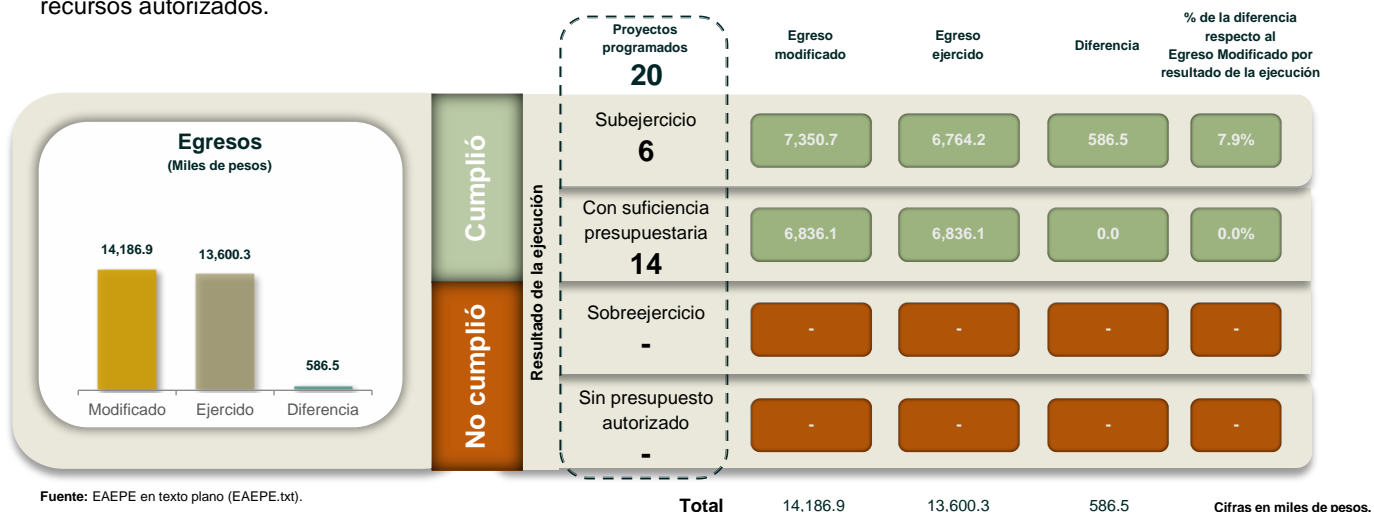 recursos autorizados.
Proyectos
programados
20
Egreso
modificado
Egreso
ejercido
Diferencia
% de la diferencia
respecto al
Egreso Modificado por
resultado de la ejecución
Egresos
(Miles de pesos)
14,186.9
13,600.3
586.5
Modificado
Ejercido
Diferencia
Cumplió
No cumplió
Resultado de la ejecución
Subejercicio
6
7,350.7
6,764.2
586.5
7.9%
Con suficiencia
presupuestaria
14
6,836.1
6,836.1
0.0
0.0%
Sobreejercicio
-
-
-
-
-
Sin presupuesto
autorizado
-
-
-
-
-
Fuente: EAEPE en texto plano (EAEPE.txt).
Total
14,186.9
13,600.3
586.5
Cifras en miles de pesos.